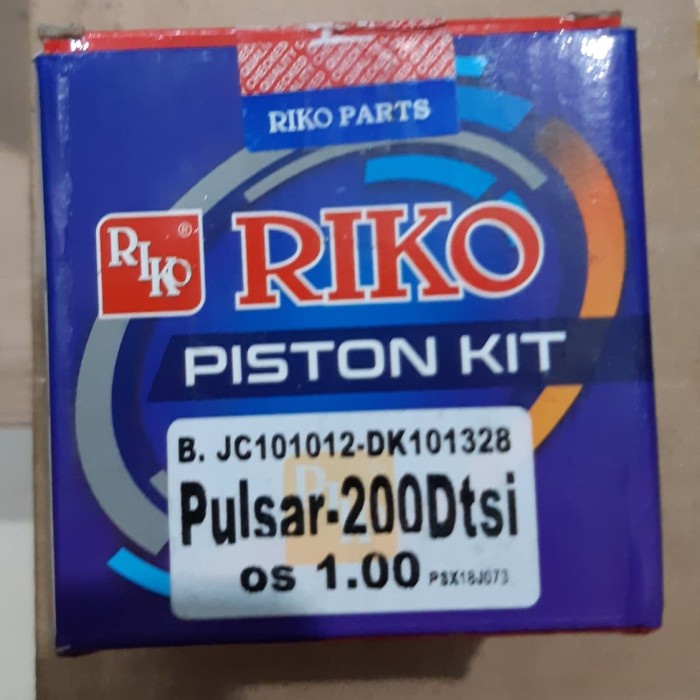 RIKO PARTS
RIKO®
RIKO
PISTON KIT
B. JC101012-DK101328
Pulsar-200Dtsi
os 1.00 PSX18J073